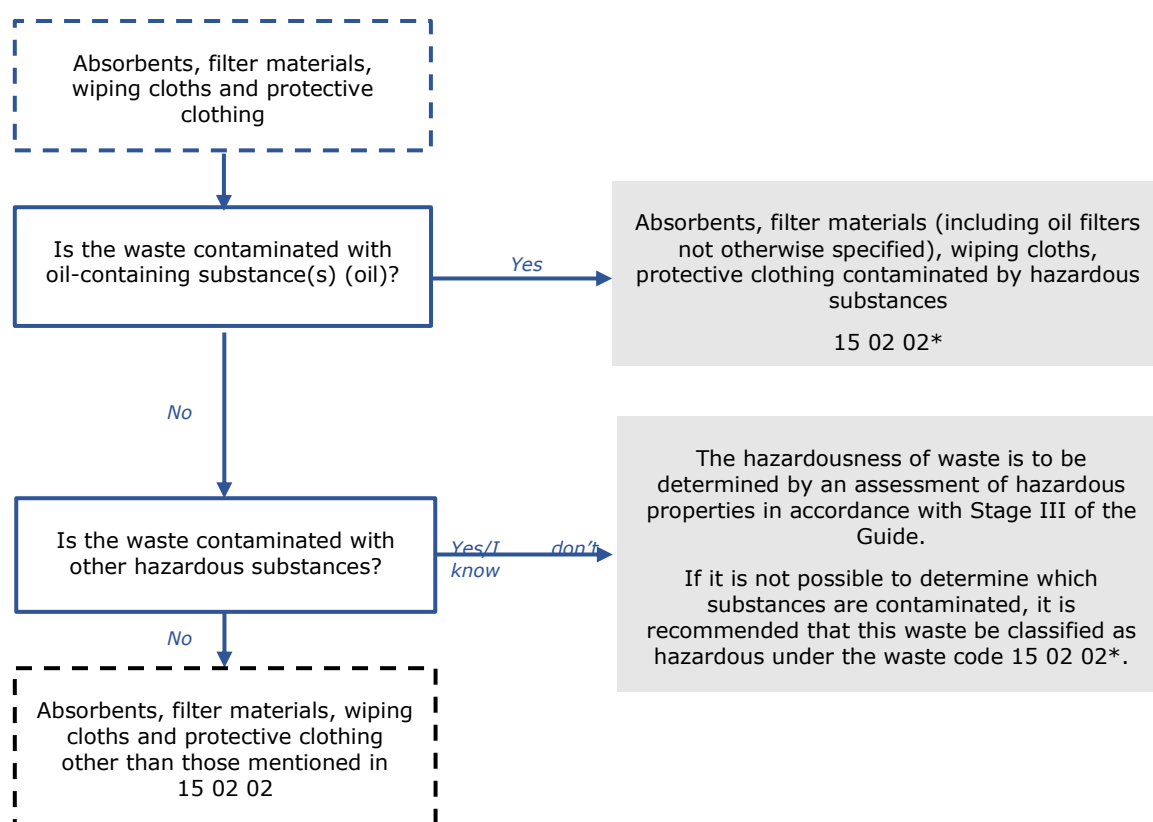 Absorbents, filter materials,
wiping cloths and protective
clothing
Is the waste contaminated with
oil-containing substance(s) (oil)?
Yes
Absorbents, filter materials (including oil filters
not otherwise specified), wiping cloths,
protective clothing contaminated by hazardous
substances
15 02 02*
No
Is the waste contaminated with
other hazardous substances?
Yes/I don't
know
The hazardousness of waste is to be
determined by an assessment of hazardous
properties in accordance with Stage III of the
Guide.
If it is not possible to determine which
substances are contaminated, it is
recommended that this waste be classified as
hazardous under the waste code 15 02 02*.
No
Absorbents, filter materials, wiping
cloths and protective clothing
other than those mentioned in
15 02 02